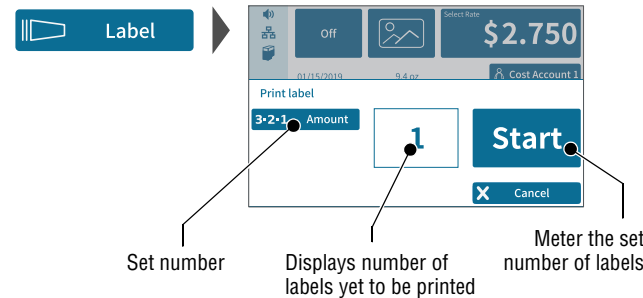 Label
Off
Select Rate
$2.750
01/15/2019
9.4 oz
Cost Account 1
Print label
3-2-1 Amount
1
Start
X Cancel
Set number
Displays number of
labels yet to be printed
Meter the set
number of labels